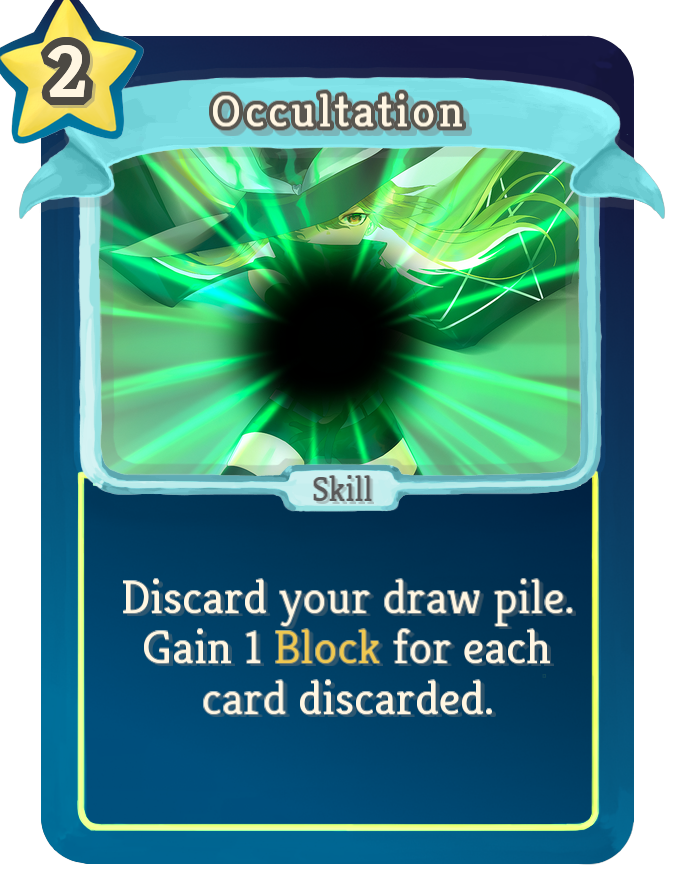 2
Occultation
Skill
Discard your draw pile.
Gain 1 Block for each
card discarded.